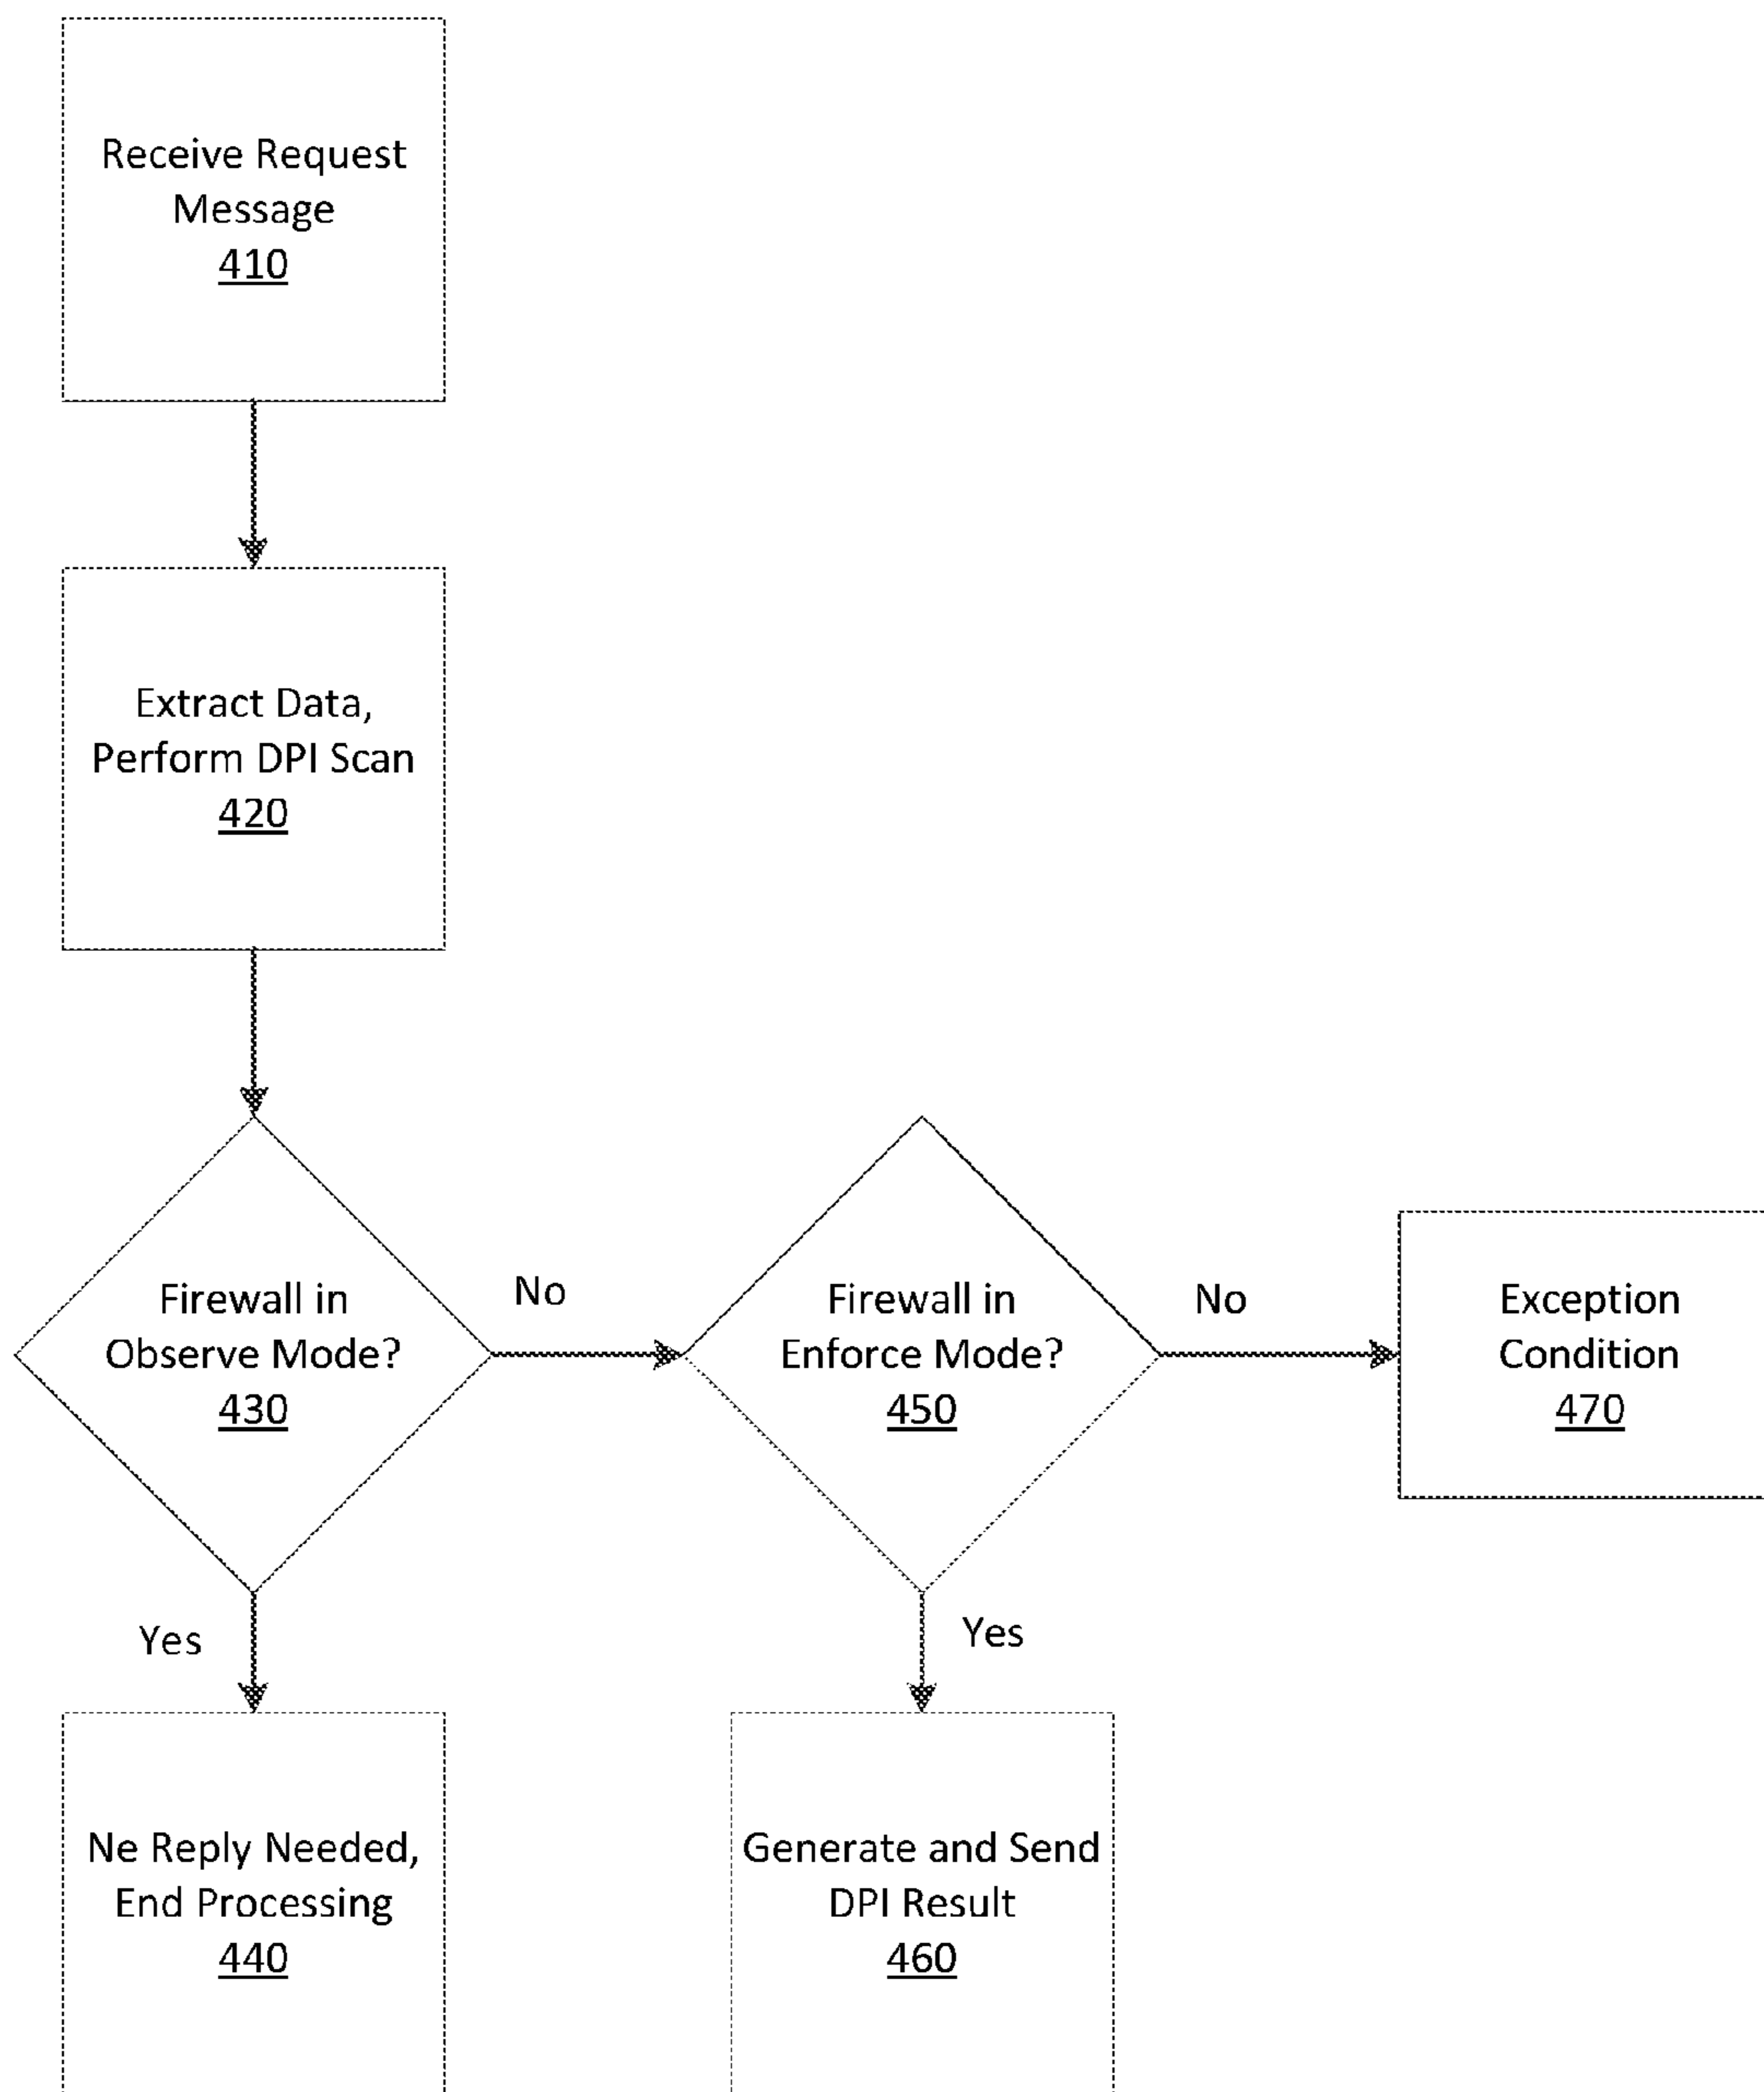 Receive Request
Message
410
Extract Data,
Perform DPI Scan
420
Firewall in
Observe Mode?
430
No
Firewall in
Enforce Mode?
450
No
Exception
Condition
470
Yes
Yes
Ne Reply Needed,
End Processing
440
Generate and Send
DPI Result
460